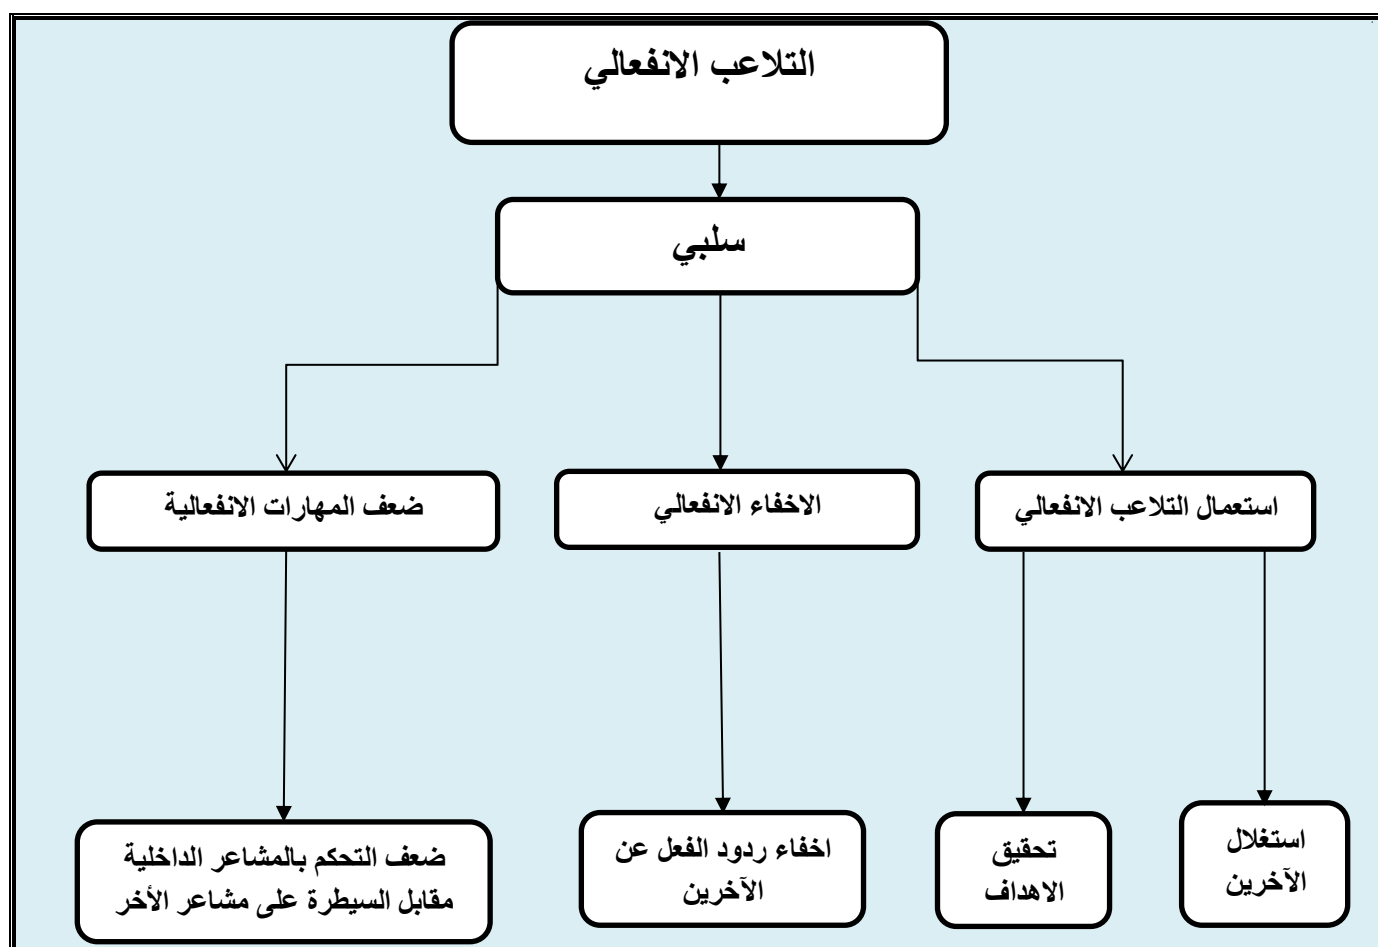 التلاعب الانفعالي
سلبي
استعمال التلاعب الانفعالي
الاخفاء الانفعالي
ضعف المهارات الانفعالية
استغلال
الآخرين
تحقيق
الاهداف
اخفاء ردود الفعل عن
الآخرين
ضعف التحكم بالمشاعر الداخلية
مقابل السيطرة على مشاعر الأخر